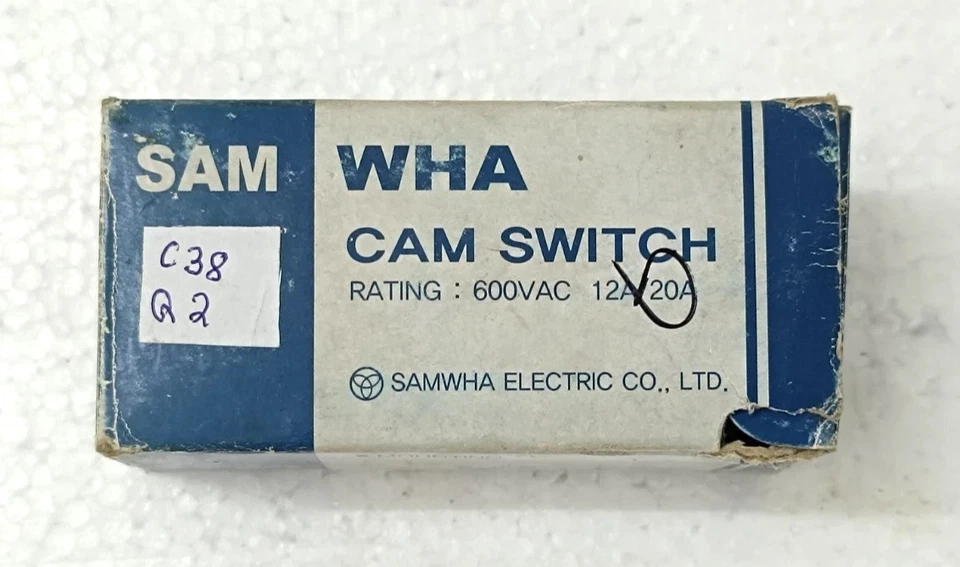 SAM WHA
CAM SWITCH
RATING : 600VAC 12A 20A
SAMWHA ELECTRIC CO., LTD.
C38
Q2